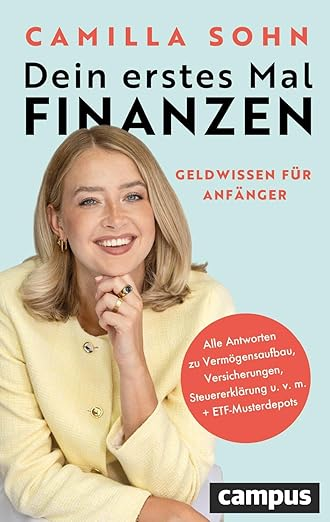 CAMILLA SOHN
Dein erstes Mal
FINANZEN
GELDWISSEN FÜR
ANFÄNGER
Alle Antworten
zu Vermögensaufbau,
Versicherungen,
Steuererklärung u. v. m.
+ ETF-Musterdepots
campus